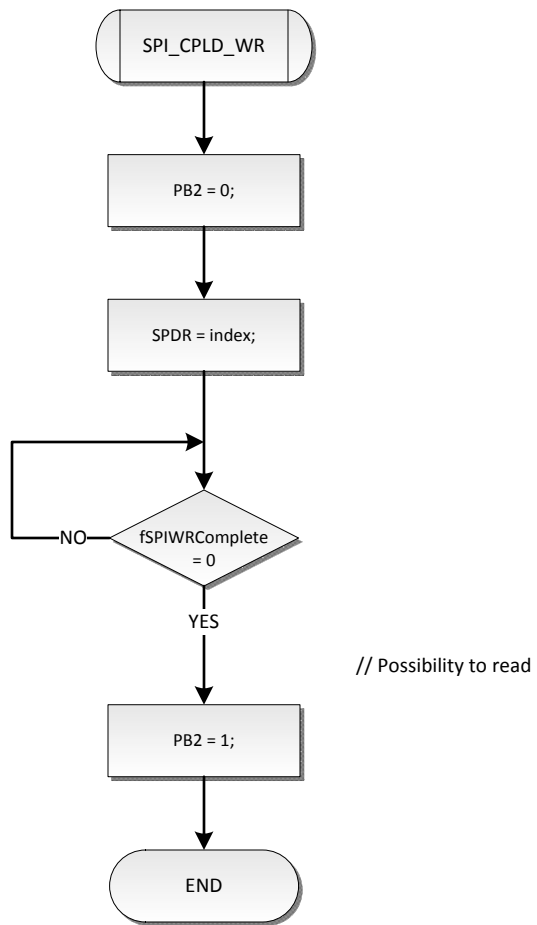 SPI_CPLD_WR
PB2 = 0;
SPDR = index;
fSPIWRComplete
= 0
NO
YES
// Possibility to read
PB2 = 1;
END